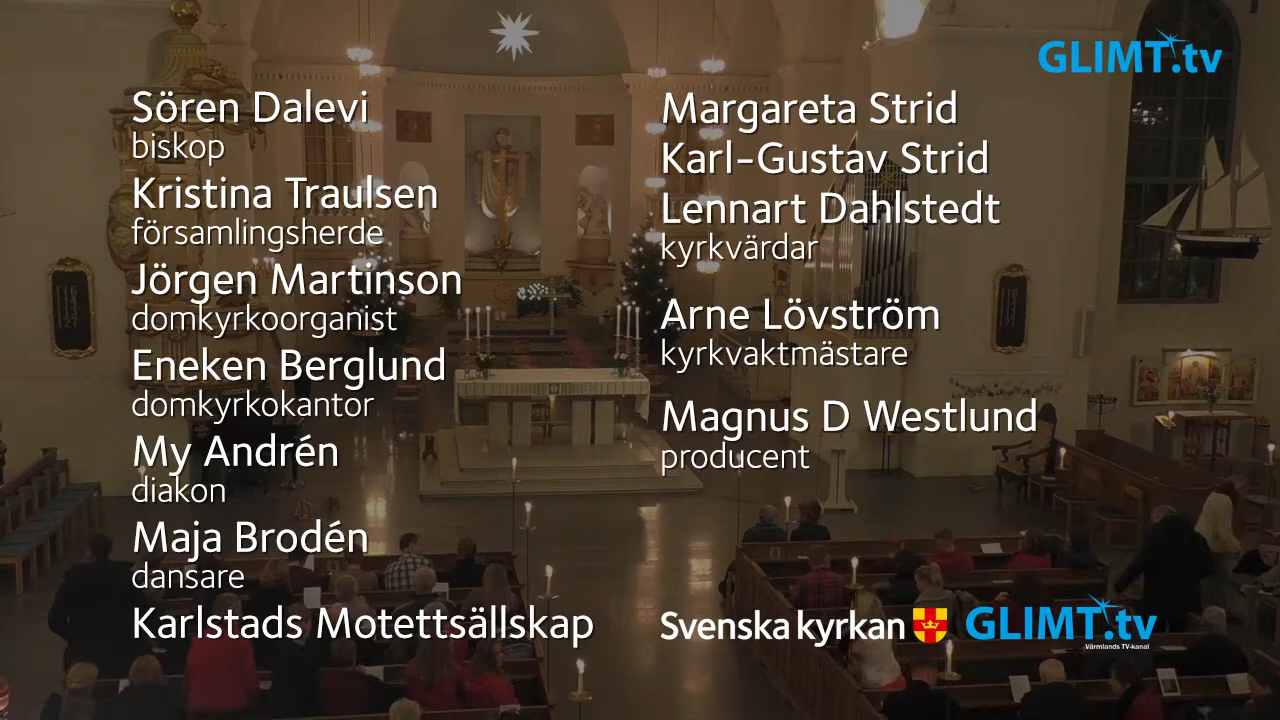 GLIMT.tv
Sören Dalevi
biskop
Kristina Traulsen
församlingsherde
Jörgen Martinson
domkyrkoorganist
Eneken Berglund
domkyrkokantor
My Andrén
diakon
Maja Brodén
dansare
Karlstads Motettsällskap
Margareta Strid
Karl-Gustav Strid
Lennart Dahlstedt
kyrkvärdar
Arne Lövström
kyrkvaktmästare
Magnus D Westlund
producent
Svenska kyrkan
GLIMT.tv
Värmlands TV-kanal